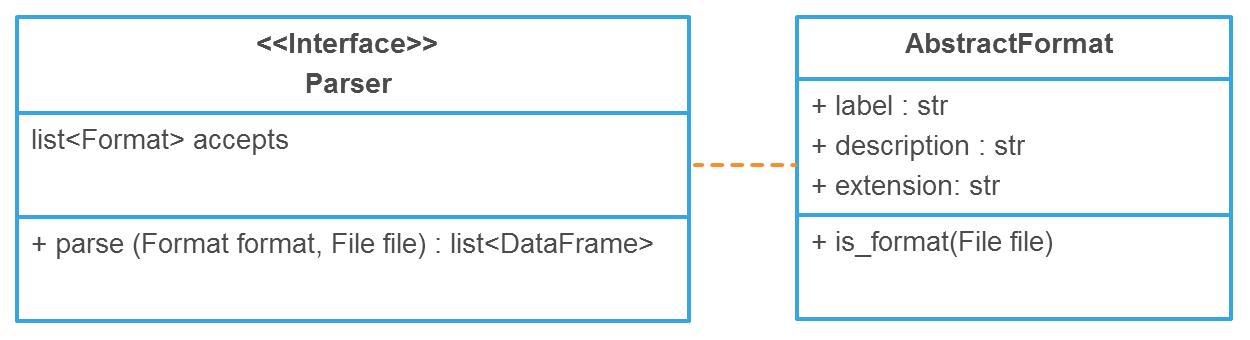 <<Interface>>
Parser
list<Format> accepts
+ parse (Format format, File file) : list<DataFrame>
AbstractFormat
+ label : str
+ description : str
+ extension: str
+ is_format(File file)